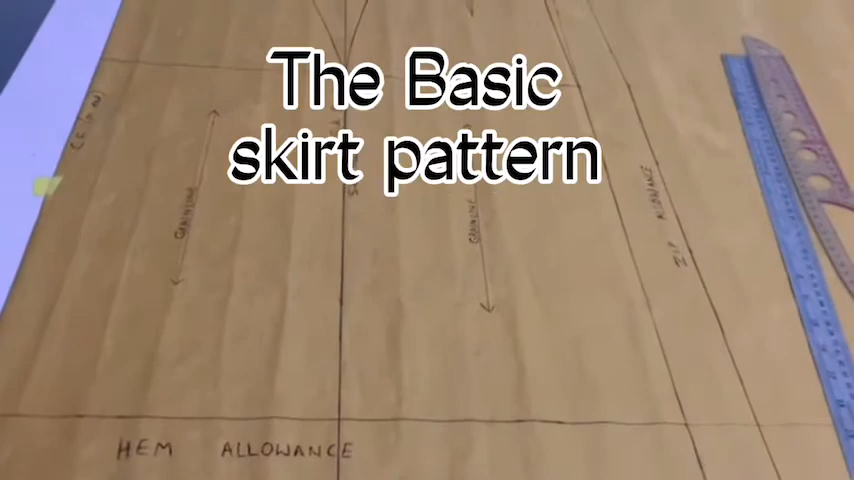 The Basic
skirt pattern
GRAINLINE
GRAINLINE
ZIP ALLOWANCE
HEM ALLOWANCE